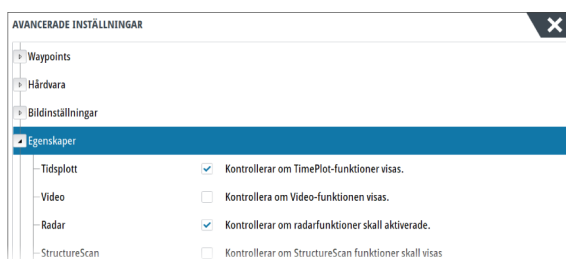 AVANCERADE INSTÄLLNINGAR
Waypoints
Hårdvara
Bildinställningar
Egenskaper
Tidsplott Kontrollerar om TimePlot-funktioner visas.
Video Kontrollera om Video-funktionen visas.
Radar Kontrollerar om radarfunktioner skall aktiverade.
StructureScan Kontrollerar om StructureScan funktioner skall visas